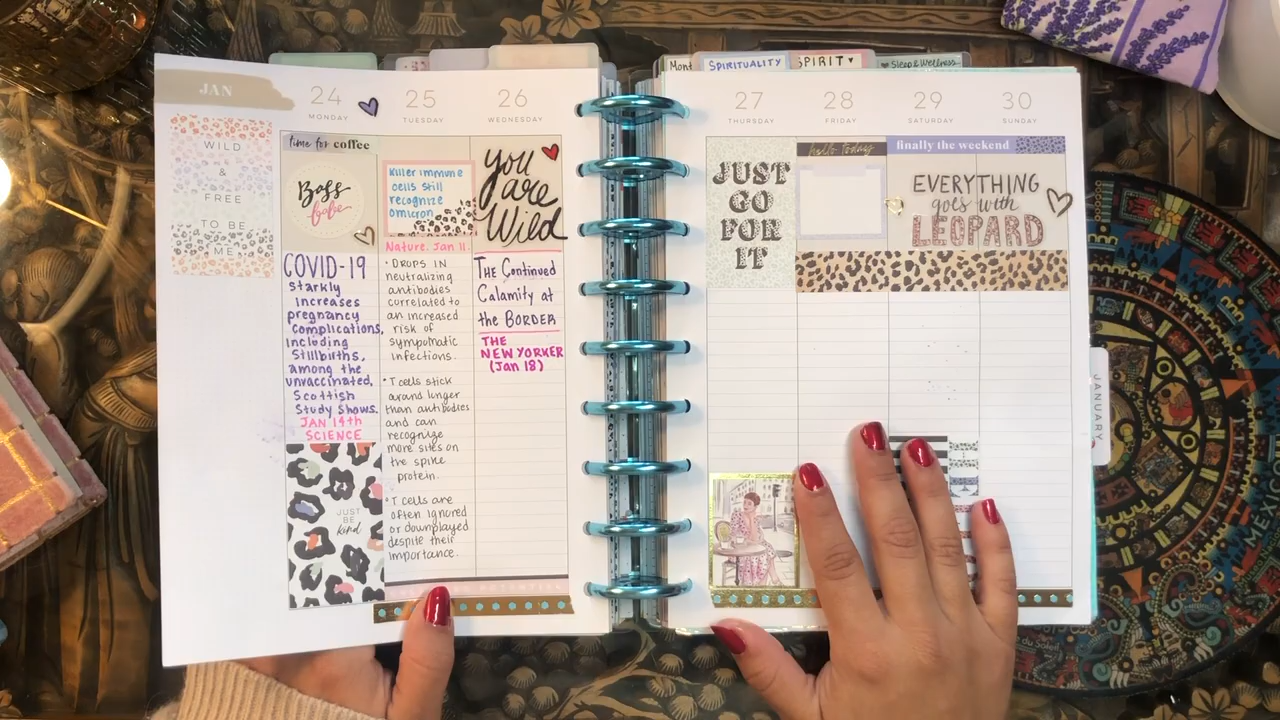 Mont
SPIRITUALITY
SPIRIT ♥
♥ Sleep & Wellness
JAN
24
MONDAY
25
TUESDAY
26
WEDNESDAY
27
THURSDAY
28
FRIDAY
29
SATURDAY
30
SUNDAY
WILD
&
FREE
TO BE
ME
time for coffee
Boss
babe
COVID-19
Starkly
increases
pregnancy
complications,
including
Stillbirths,
among the
unvaccinated,
Scottish
Study Shows.
JAN 14th
SCIENCE
JUST
BE
kind
Killer immune
cells still
recognize
Omicron
Nature. Jan 11.
• DROPS IN
neutralizing
antibodies
currelated to
an increased
risk of
sympotmatic
infections.
• T cells stick
around longer
than antibodies
and can
recognize
more sites on
the spike
protein.
• T cells are
often ignored
or downplayed
despite their
importance.
you
are
Wild
The Continued
Calamity at
the BORDER
THE
NEW YORKER
(Jan 18)
JUST
GO
FOR
IT
hello today
finally the weekend
EVERYTHING
goes with
LEOPARD
JANUARY
MEXICO